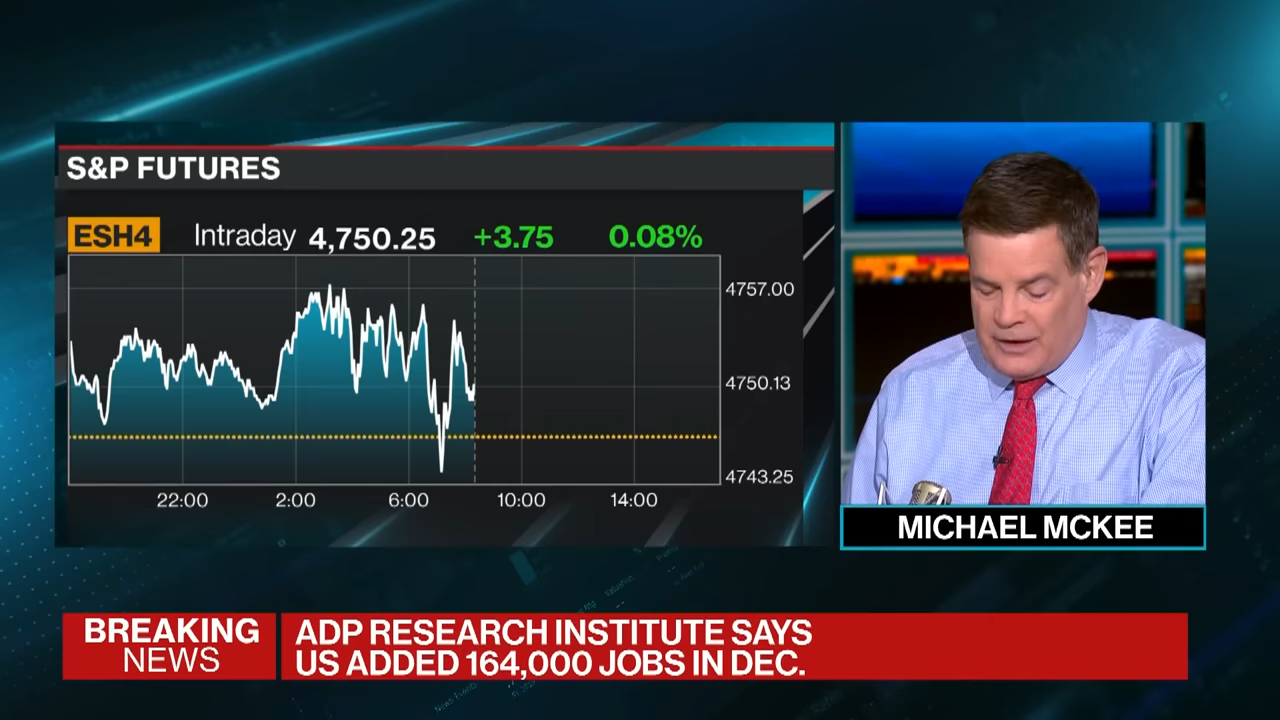 S&P FUTURES
ESH4 Intraday 4,750.25 +3.75 0.08%
4757.00
4750.13
4743.25
22:00 2:00 6:00 10:00 14:00
MICHAEL MCKEE
BREAKING
NEWS
ADP RESEARCH INSTITUTE SAYS
US ADDED 164,000 JOBS IN DEC.